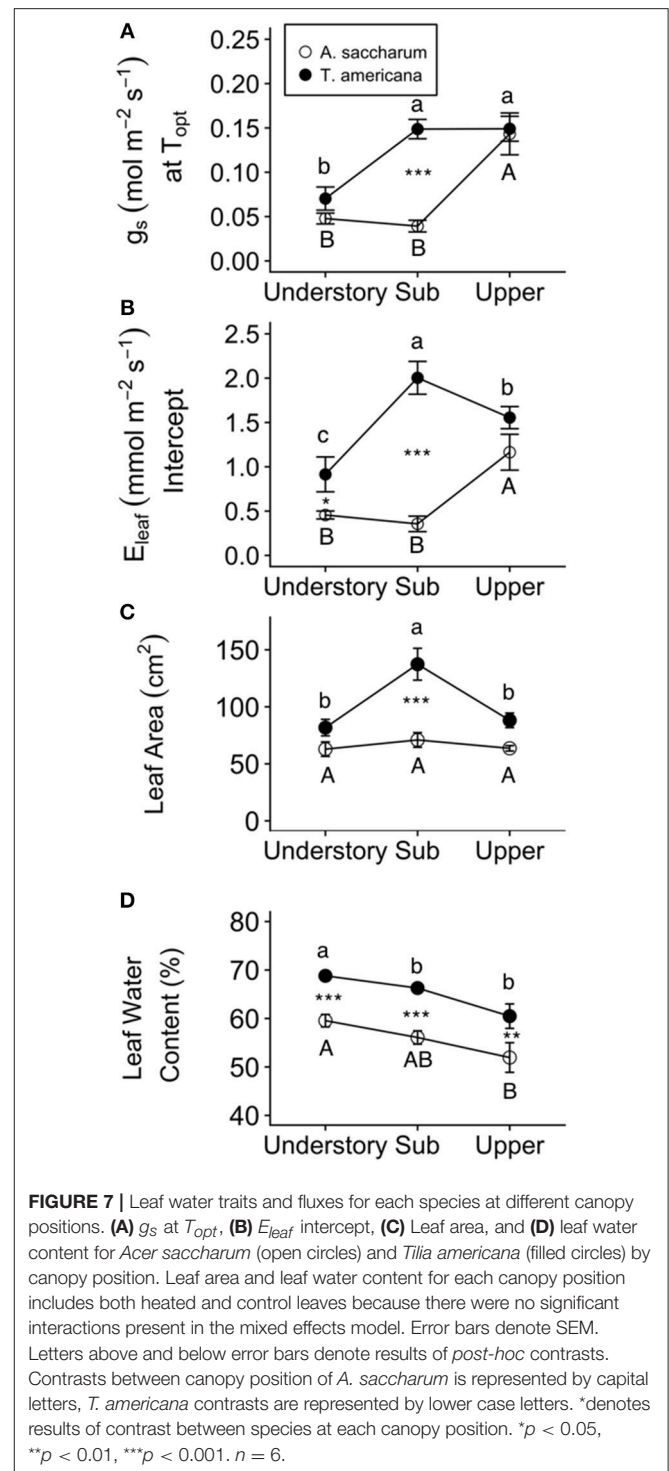 A
0.25
0.20
0.15
0.10
0.05
0.00
gs (mol m−2 s−1)
at Topt
A. saccharum
T. americana
b
a
a
***
B
B
A
Understory Sub Upper
B
2.5
2.0
1.5
1.0
0.5
0.0
Eleaf (mmol m−2 s−1)
Intercept
c
a
b
*
***
B
B
A
Understory Sub Upper
C
150
100
50
0
Leaf Area (cm2)
b
a
b
***
A
A
A
Understory Sub Upper
D
80
70
60
50
40
Leaf Water
Content (%)
a
b
b
***
***
**
A
AB
B
Understory Sub Upper
FIGURE 7 | Leaf water traits and fluxes for each species at different canopy
positions. (A) gs at Topt, (B) Eleaf intercept, (C) Leaf area, and (D) leaf water
content for Acer saccharum (open circles) and Tilia americana (filled circles) by
canopy position. Leaf area and leaf water content for each canopy position
includes both heated and control leaves because there were no significant
interactions present in the mixed effects model. Error bars denote SEM.
Letters above and below error bars denote results of post-hoc contrasts.
Contrasts between canopy position of A. saccharum is represented by capital
letters, T. americana contrasts are represented by lower case letters. *denotes
results of contrast between species at each canopy position. *p < 0.05,
**p < 0.01, ***p < 0.001. n = 6.